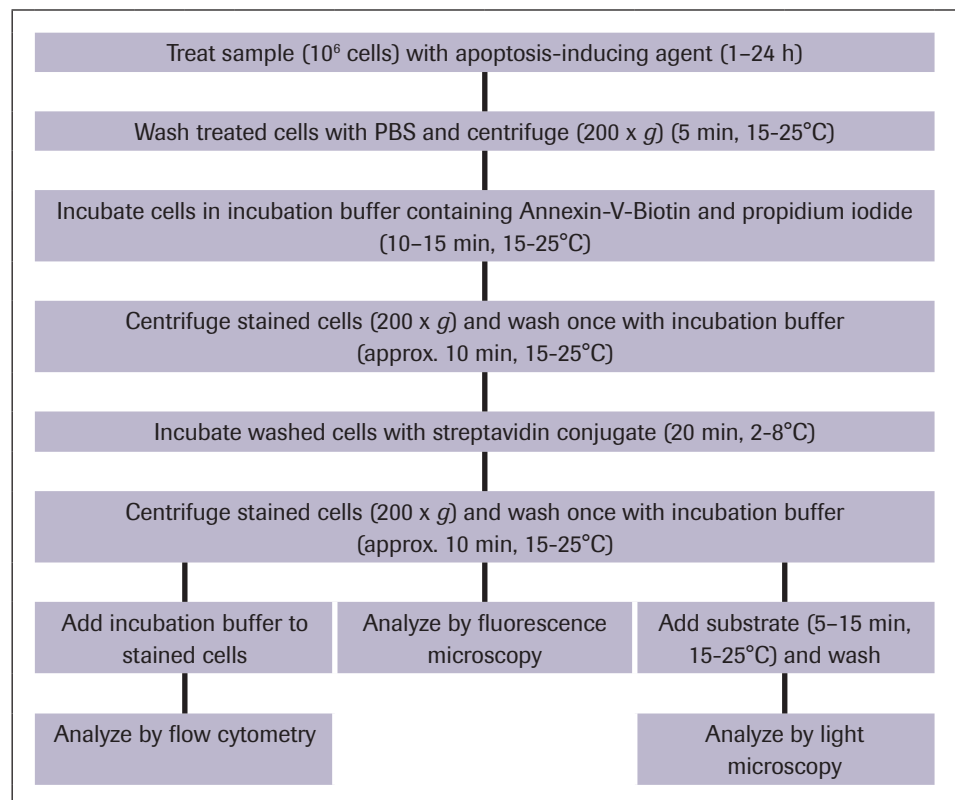 Treat sample (10⁶ cells) with apoptosis-inducing agent (1–24 h)
Wash treated cells with PBS and centrifuge (200 x g) (5 min, 15-25°C)
Incubate cells in incubation buffer containing Annexin-V-Biotin and propidium iodide
(10–15 min, 15-25°C)
Centrifuge stained cells (200 x g) and wash once with incubation buffer
(approx. 10 min, 15-25°C)
Incubate washed cells with streptavidin conjugate (20 min, 2-8°C)
Centrifuge stained cells (200 x g) and wash once with incubation buffer
(approx. 10 min, 15-25°C)
Add incubation buffer to
stained cells
Analyze by fluorescence
microscopy
Add substrate (5–15 min,
15-25°C) and wash
Analyze by flow cytometry
Analyze by light
microscopy